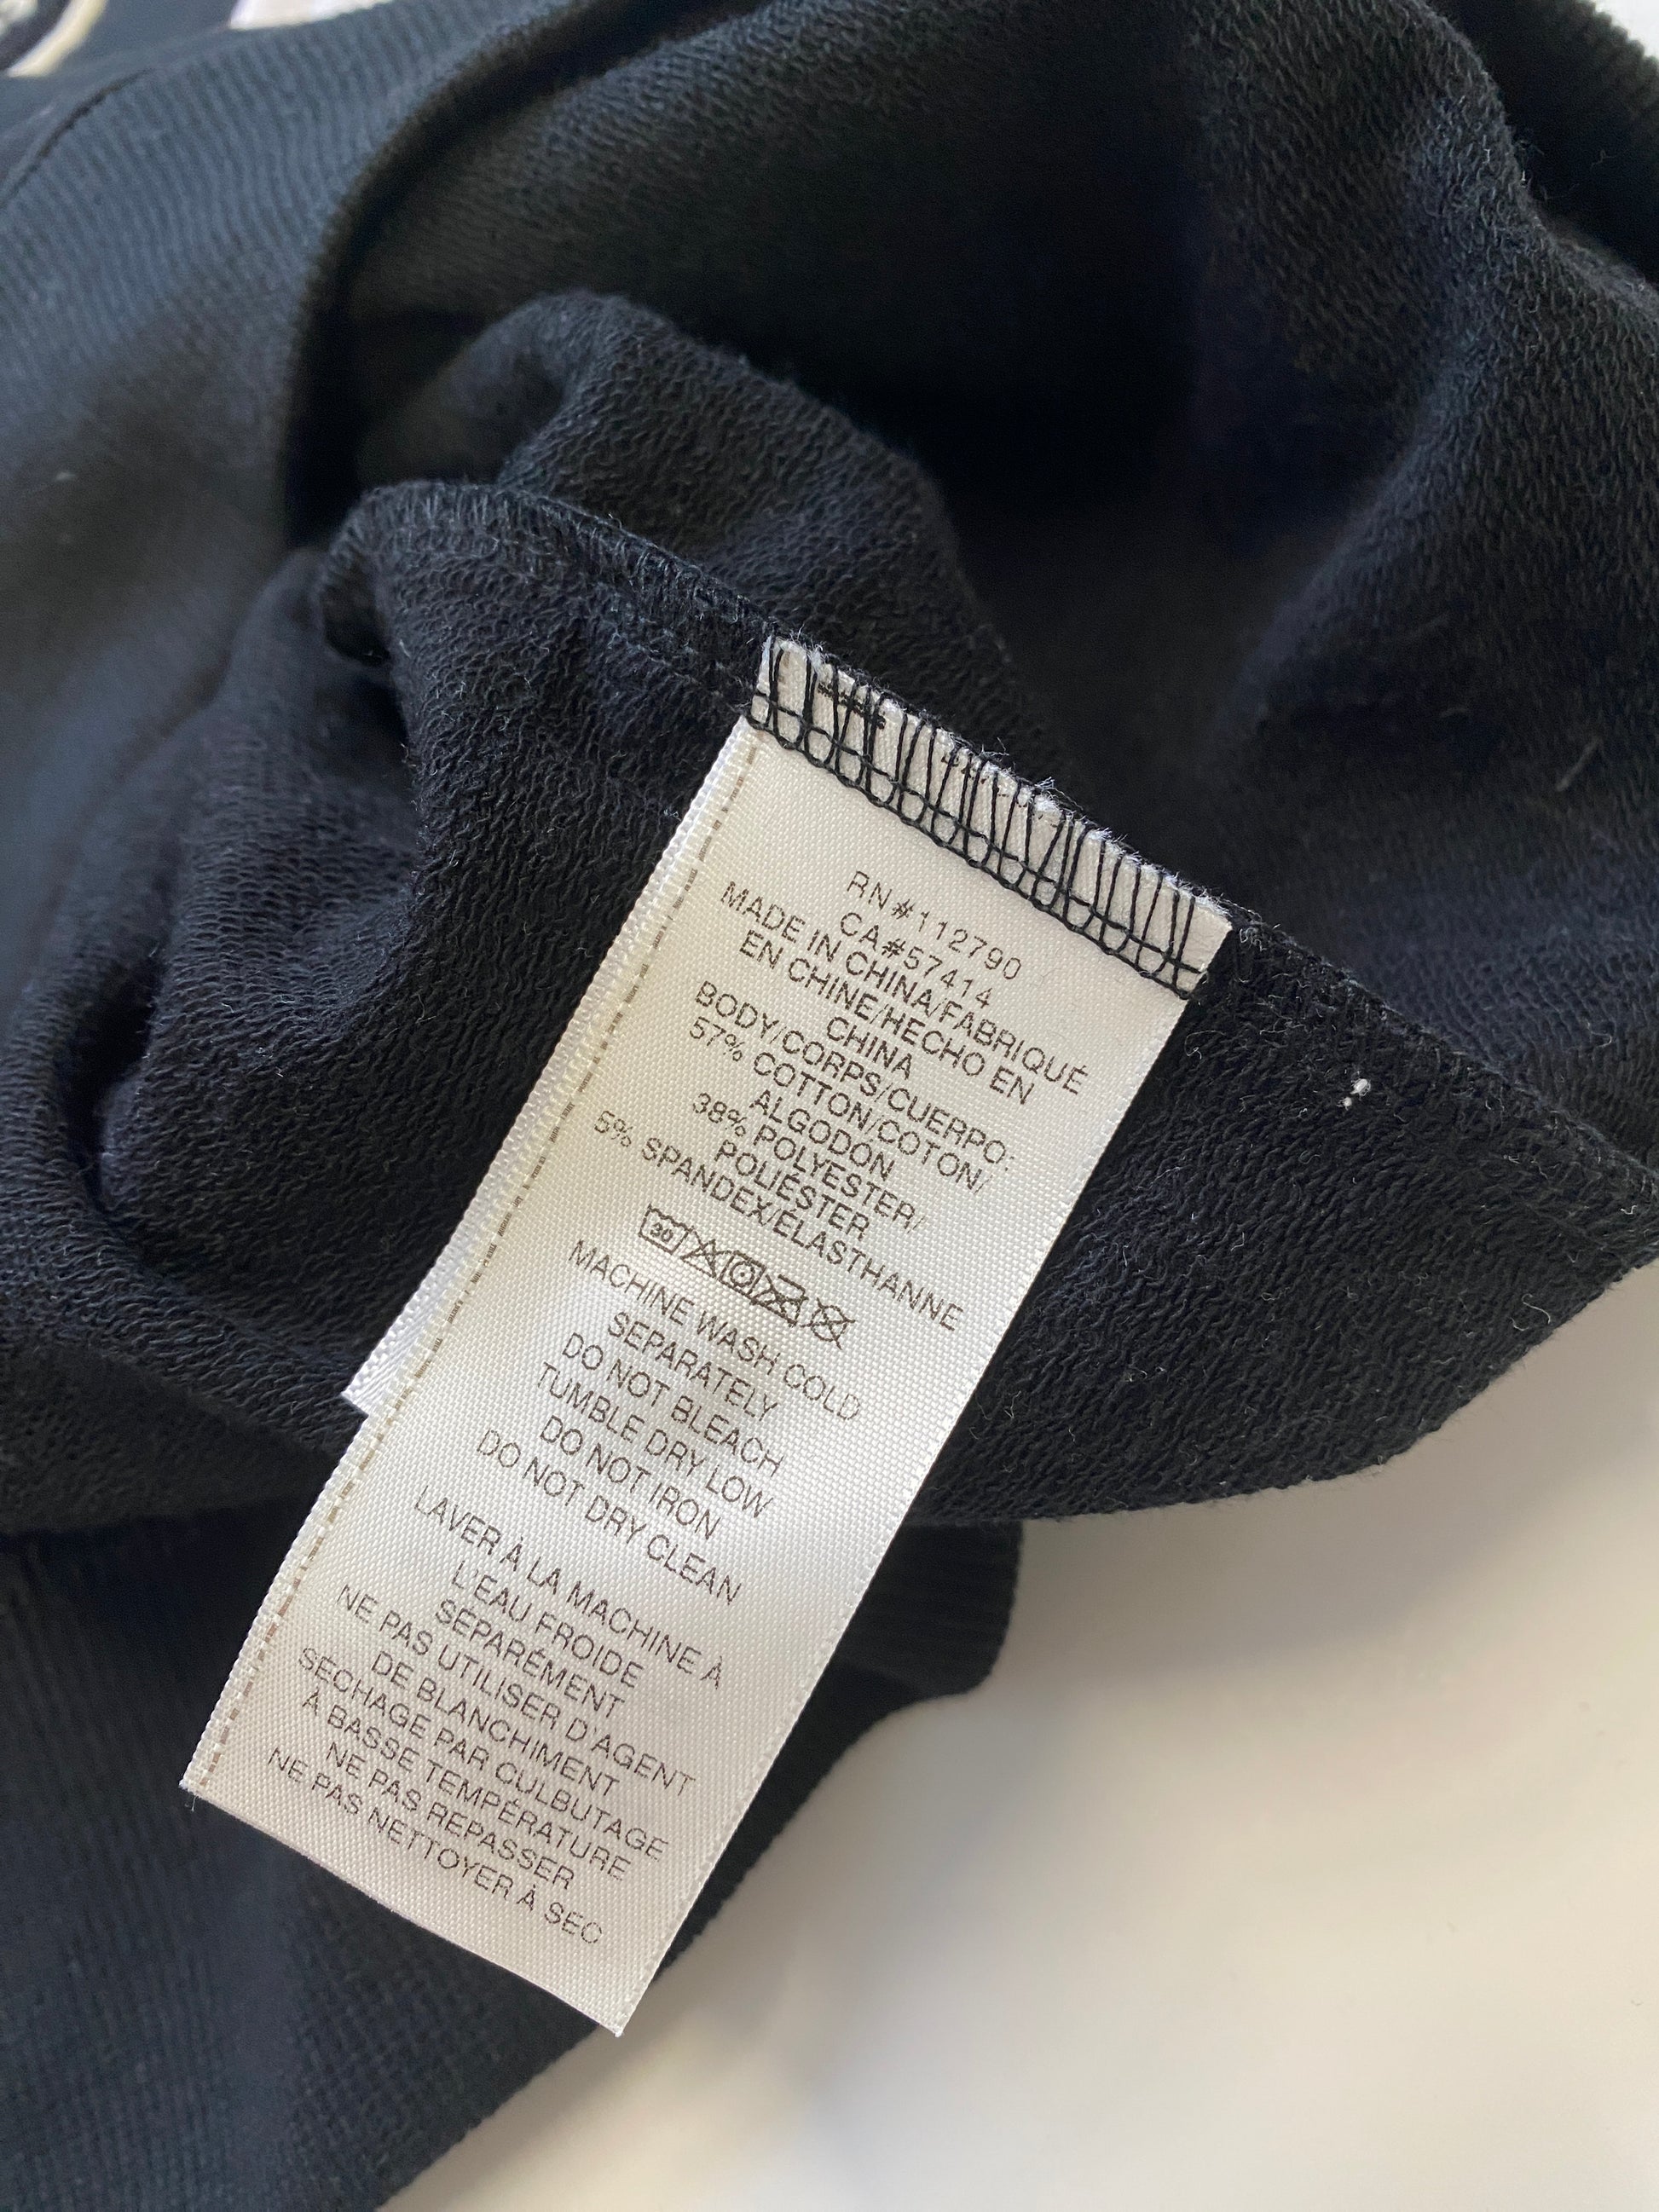 RN#112790
CA#57414
MADE IN CHINA/FABRIQUÉ
EN CHINE/HECHO EN
CHINA
BODY/CORPS/CUERPO:
57% COTTON/COTON/
ALGODÓN
38% POLYESTER/
POLIÉSTER
5% SPANDEX/ÉLASTHANNE
30
MACHINE WASH COLD
SEPARATELY
DO NOT BLEACH
TUMBLE DRY LOW
DO NOT IRON
DO NOT DRY CLEAN
LAVER À LA MACHINE À
L'EAU FROIDE
SÉPARÉMENT
NE PAS UTILISER D'AGENT
DE BLANCHIMENT
SECHAGE PAR CULBUTAGE
À BASSE TEMPÉRATURE
NE PAS REPASSER
NE PAS NETTOYER À SEC